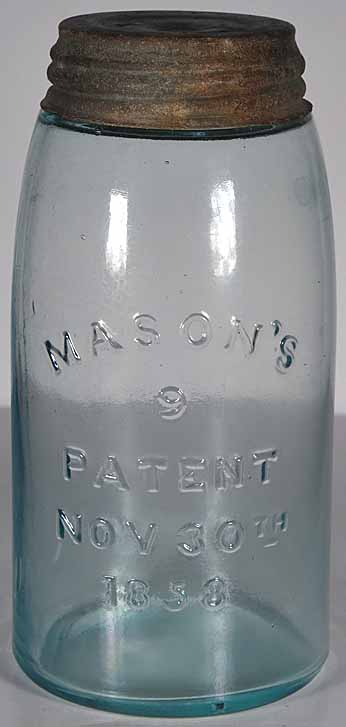 MASON'S
9
PATENT
NOV 30TH
1858